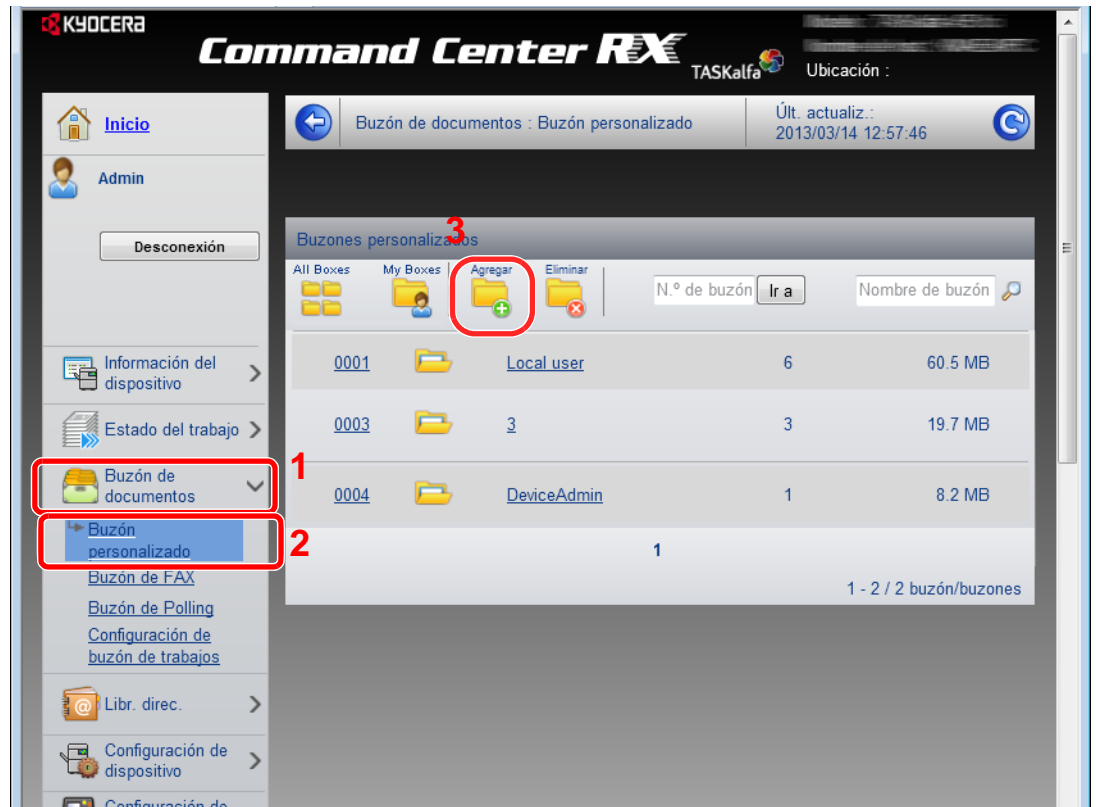 KYOCERA
Command Center RX
TASKalfa
Ubicación :
Inicio
Buzón de documentos : Buzón personalizado
Últ. actualiz.:
2013/03/14 12:57:46
Admin
Desconexión
3
Buzones personalizados
All Boxes
My Boxes
Agregar
Eliminar
N.º de buzón
Ir a
Nombre de buzón
0001
Local user
6
60.5 MB
0003
3
3
19.7 MB
0004
DeviceAdmin
1
8.2 MB
1
1 - 2 / 2 buzón/buzones
Información del
dispositivo
Estado del trabajo
Buzón de
documentos
1
Buzón
personalizado
2
Buzón de FAX
Buzón de Polling
Configuración de
buzón de trabajos
Libr. direc.
Configuración de
dispositivo
Configuración de